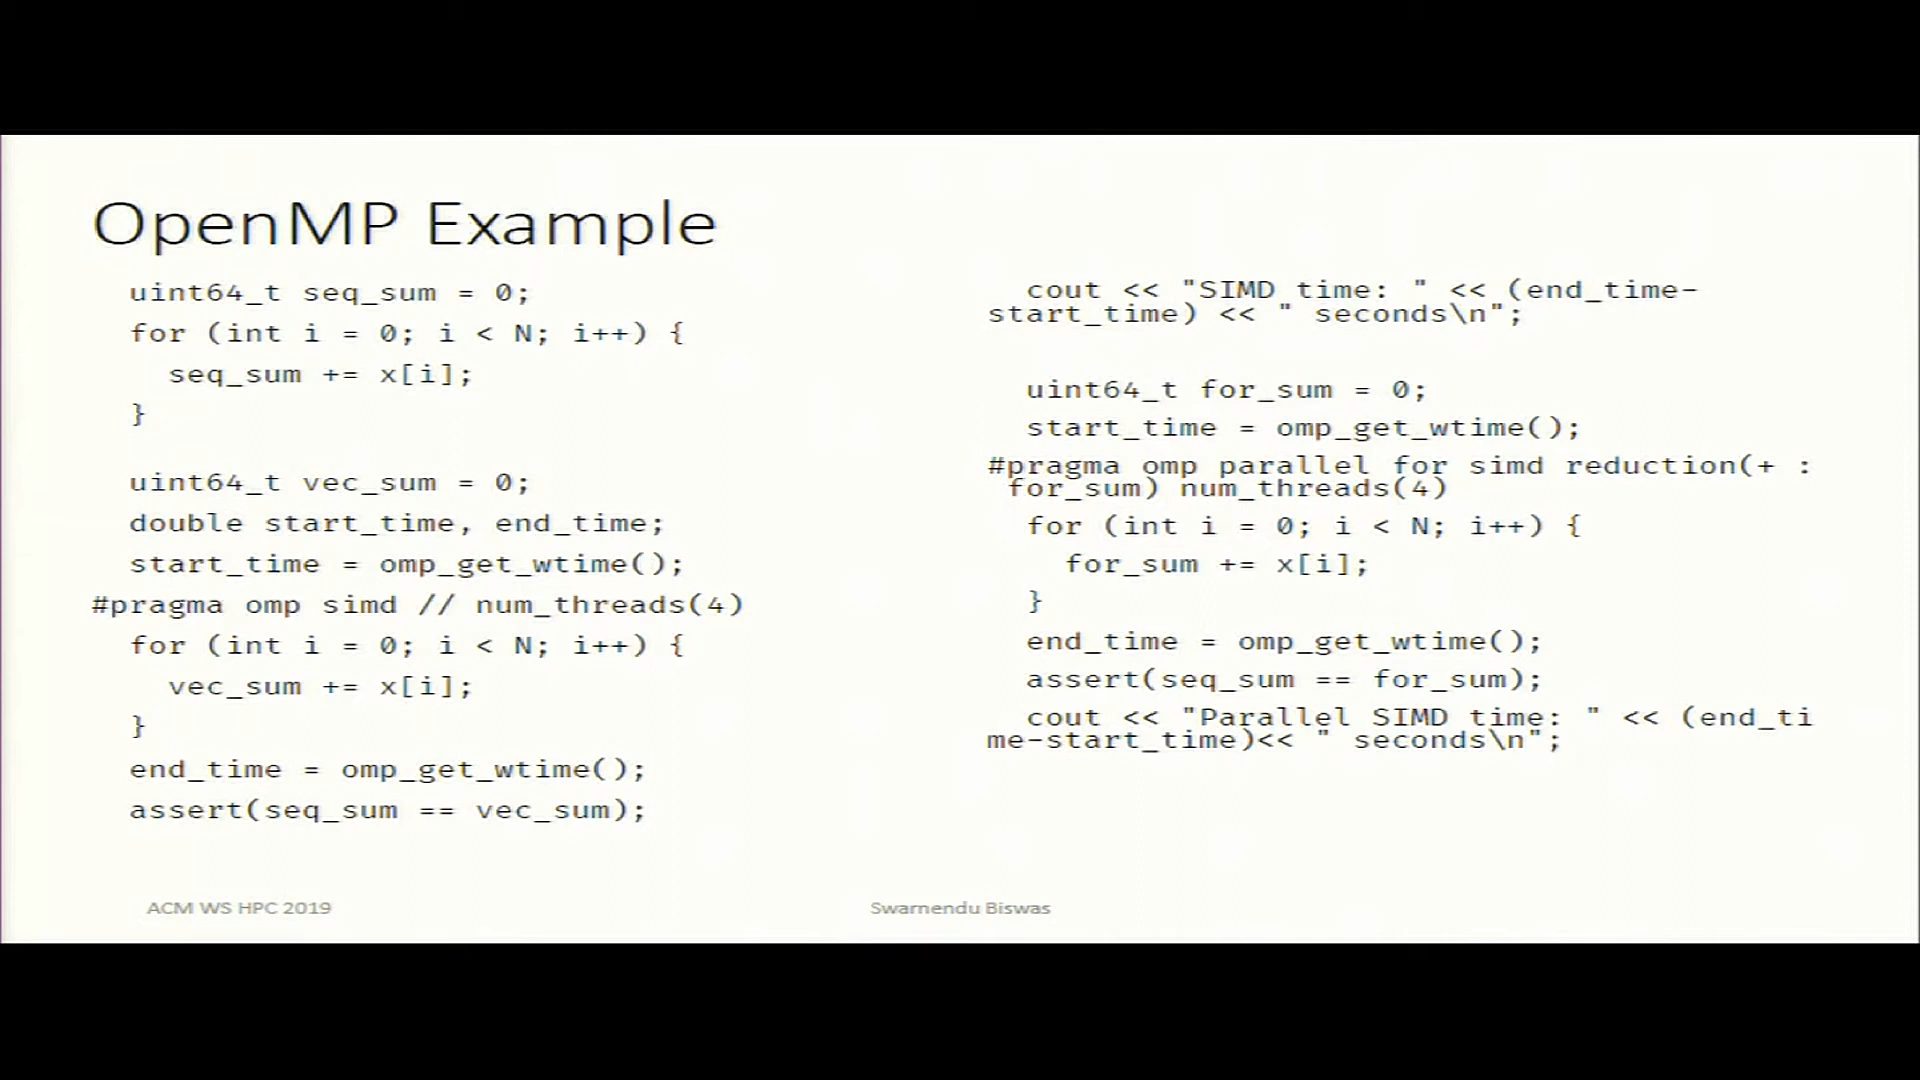 OpenMP Example
uint64_t seq_sum = 0;
for (int i = 0; i < N; i++) {
seq_sum += x[i];
}
uint64_t vec_sum = 0;
double start_time, end_time;
start_time = omp_get_wtime();
#pragma omp simd // num_threads(4)
for (int i = 0; i < N; i++) {
vec_sum += x[i];
}
end_time = omp_get_wtime();
assert(seq_sum == vec_sum);
cout << "SIMD time: " << (end_time-
start_time) << " seconds\n";
uint64_t for_sum = 0;
start_time = omp_get_wtime();
#pragma omp parallel for simd reduction(+ :
for_sum) num_threads(4)
for (int i = 0; i < N; i++) {
for_sum += x[i];
}
end_time = omp_get_wtime();
assert(seq_sum == for_sum);
cout << "Parallel SIMD time: " << (end_ti
me-start_time)<< " seconds\n";
ACM WS HPC 2019
Swarnendu Biswas